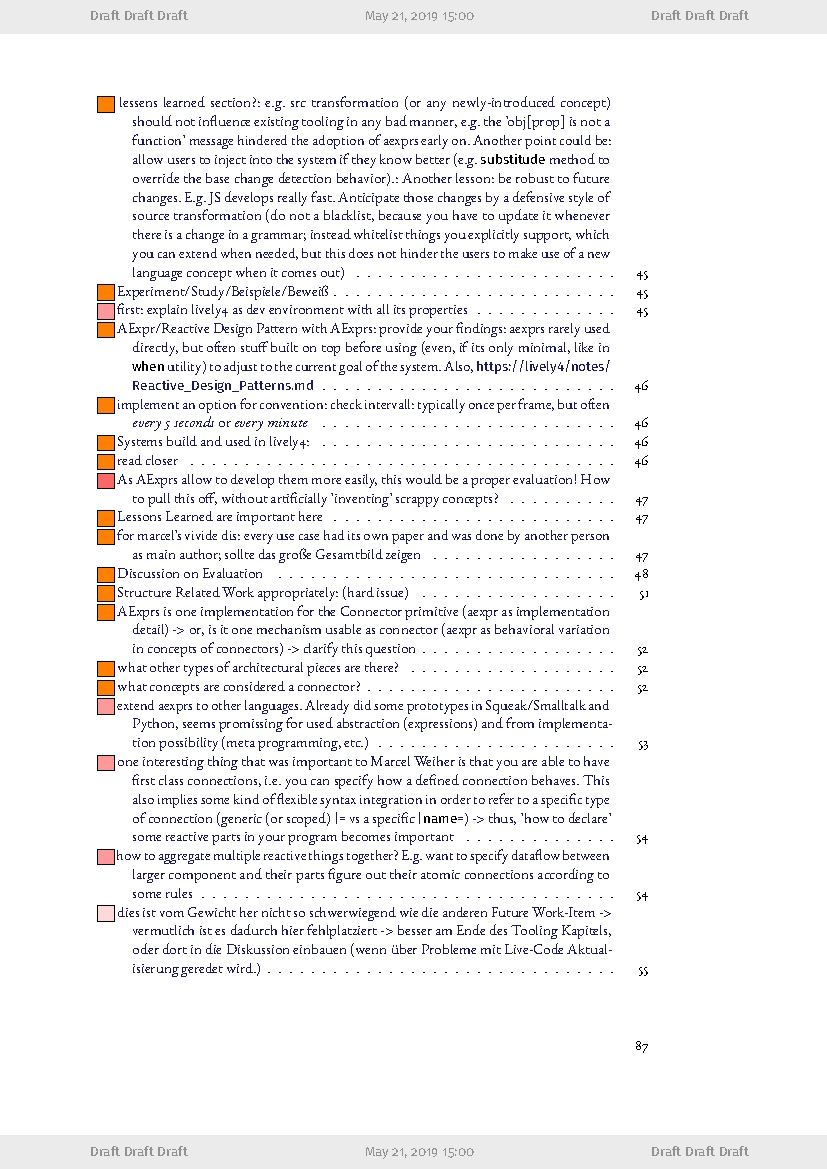 Draft Draft Draft May 21, 2019 15:00 Draft Draft Draft
lessens learned section?: e.g. src transformation (or any newly-introduced concept)
should not influence existing tooling in any bad manner, e.g. the 'obj[prop] is not a
function' message hindered the adoption of aexprs early on. Another point could be:
allow users to inject into the system if they know better (e.g. substitude method to
override the base change detection behavior).: Another lesson: be robust to future
changes. E.g. JS develops really fast. Anticipate those changes by a defensive style of
source transformation (do not a blacklist, because you have to update it whenever
there is a change in a grammar; instead whitelist things you explicitly support, which
you can extend when needed, but this does not hinder the users to make use of a new
language concept when it comes out) . . . . . . . . . . . . . . . . . . . . . . . . 45
Experiment/Study/Beispiele/Beweiß . . . . . . . . . . . . . . . . . . . . . . . . . . 45
first: explain lively4 as dev environment with all its properties . . . . . . . . . . . . . 45
AExpr/Reactive Design Pattern with AExprs: provide your findings: aexprs rarely used
directly, but often stuff built on top before using (even, if its only minimal, like in
when utility) to adjust to the current goal of the system. Also, https://lively4/notes/
Reactive_Design_Patterns.md . . . . . . . . . . . . . . . . . . . . . . . . . . . 46
implement an option for convention: check intervall: typically once per frame, but often
every 5 seconds or every minute . . . . . . . . . . . . . . . . . . . . . . . . . . . 46
Systems build and used in lively4: . . . . . . . . . . . . . . . . . . . . . . . . . . . 46
read closer . . . . . . . . . . . . . . . . . . . . . . . . . . . . . . . . . . . . . . 46
As AExprs allow to develop them more easily, this would be a proper evaluation! How
to pull this off, without artificially 'inventing' scrappy concepts? . . . . . . . . . . 47
Lessons Learned are important here . . . . . . . . . . . . . . . . . . . . . . . . . . 47
for marcel's vivide dis: every use case had its own paper and was done by another person
as main author; sollte das große Gesamtbild zeigen . . . . . . . . . . . . . . . . . 47
Discussion on Evaluation . . . . . . . . . . . . . . . . . . . . . . . . . . . . . . 48
Structure Related Work appropriately: (hard issue) . . . . . . . . . . . . . . . . . . 51
AExprs is one implementation for the Connector primitive (aexpr as implementation
detail) -> or, is it one mechanism usable as connector (aexpr as behavioral variation
in concepts of connectors) -> clarify this question . . . . . . . . . . . . . . . . . . 52
what other types of architectural pieces are there? . . . . . . . . . . . . . . . . . . . 52
what concepts are considered a connector? . . . . . . . . . . . . . . . . . . . . . . . 52
extend aexprs to other languages. Already did some prototypes in Squeak/Smalltalk and
Python, seems promising for used abstraction (expressions) and from implementa-
tion possibility (meta programming, etc.) . . . . . . . . . . . . . . . . . . . . . . 53
one interesting thing that was important to Marcel Weiher is that you are able to have
first class connections, i.e. you can specify how a defined connection behaves. This
also implies some kind of flexible syntax integration in order to refer to a specific type
of connection (generic (or scoped) |= vs a specific |name=) -> thus, 'how to declare'
some reactive parts in your program becomes important . . . . . . . . . . . . . . 54
how to aggregate multiple reactive things together? E.g. want to specify dataflow between
larger component and their parts figure out their atomic connections according to
some rules . . . . . . . . . . . . . . . . . . . . . . . . . . . . . . . . . . . . . 54
dies ist vom Gewicht her nicht so schwerwiegend wie die anderen Future Work-Item ->
vermutlich ist es dadurch hier fehlplatziert -> besser am Ende des Tooling Kapitels,
oder dort in die Diskussion einbauen (wenn über Probleme mit Live-Code Aktual-
isierung geredet wird.) . . . . . . . . . . . . . . . . . . . . . . . . . . . . . . . 55
87
Draft Draft Draft May 21, 2019 15:00 Draft Draft Draft